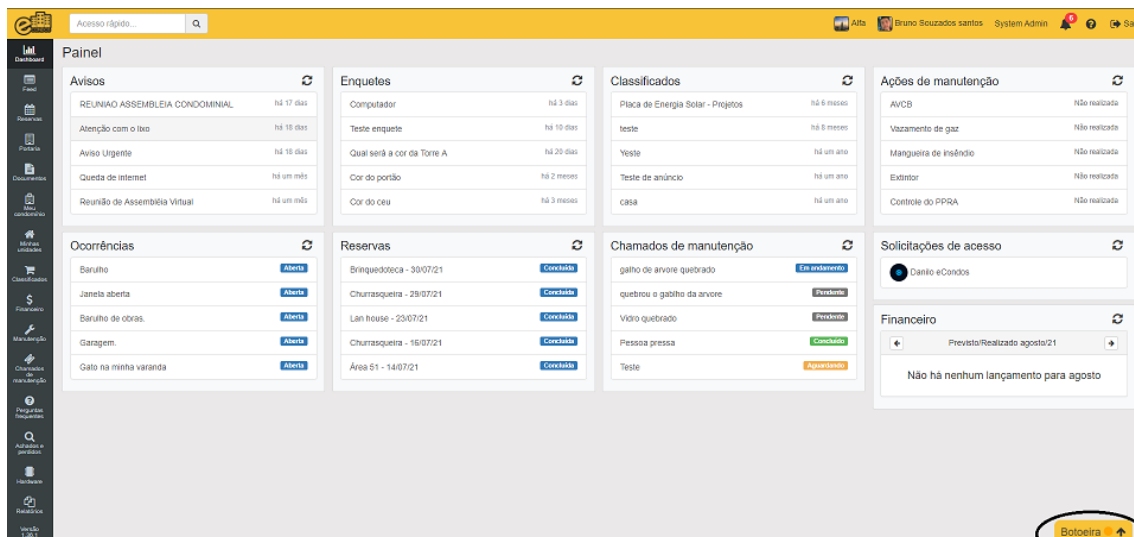 Acesso rápido...
Alfa
Bruno Souzados santos
System Admin
6
Sa
Dashboard
Feed
Reservas
Portaria
Documentos
Meu
condomínio
Minhas
unidades
Classificados
Financeiro
Manutenção
Chamados
de
manutenção
Perguntas
frequentes
Achados e
perdidos
Hardware
Relatórios
Versão
1.30.1
Painel
Avisos
REUNIAO ASSEMBLEIA CONDOMINIAL há 17 dias
Atenção com o lixo há 18 dias
Aviso Urgente há 18 dias
Queda de internet há um mês
Reunião de Assembléia Virtual há um mês
Enquetes
Computador há 3 dias
Teste enquete há 10 dias
Qual será a cor da Torre A há 20 dias
Cor do portão há 2 meses
Cor do ceu há 3 meses
Classificados
Placa de Energia Solar - Projetos há 6 meses
teste há 8 meses
Yeste há um ano
Teste de anúncio há um ano
casa há um ano
Ações de manutenção
AVCB Não realizada
Vazamento de gaz Não realizada
Mangueira de insêndio Não realizada
Extintor Não realizada
Controle do PPRA Não realizada
Ocorrências
Barulho Aberta
Janela aberta Aberta
Barulho de obras. Aberta
Garagem. Aberta
Gato na minha varanda Aberta
Reservas
Brinquedoteca - 30/07/21 Concluída
Churrasqueira - 29/07/21 Concluída
Lan house - 23/07/21 Concluída
Churrasqueira - 16/07/21 Concluída
Área 51 - 14/07/21 Concluída
Chamados de manutenção
galho de arvore quebrado Em andamento
quebrou o gablho da arvore Pendente
Vidro quebrado Pendente
Pessoa pressa Concluído
Teste Aguardando
Solicitações de acesso
Danilo eCondos
Financeiro
Previsto/Realizado agosto/21
Não há nenhum lançamento para agosto
Botoeira